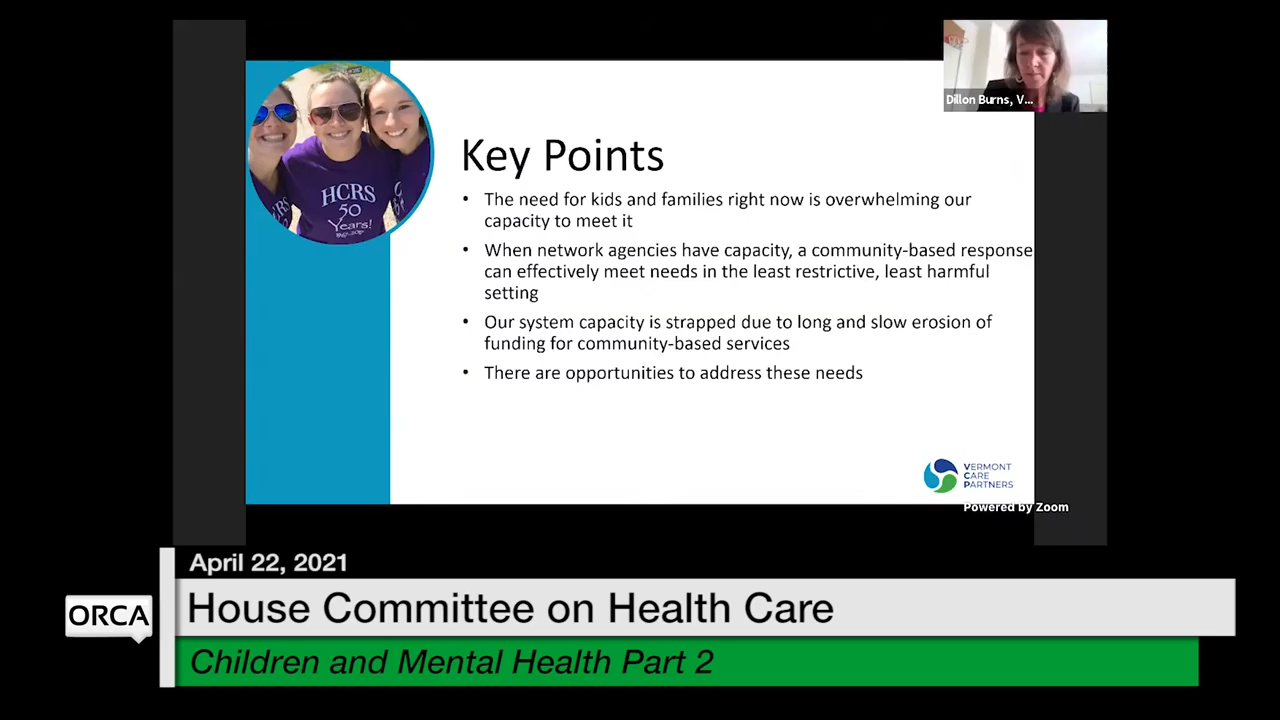 Dillon Burns, V...
HCRS
50
Years!
Key Points
• The need for kids and families right now is overwhelming our
capacity to meet it
• When network agencies have capacity, a community-based response
can effectively meet needs in the least restrictive, least harmful
setting
• Our system capacity is strapped due to long and slow erosion of
funding for community-based services
• There are opportunities to address these needs
VERMONT
CARE
PARTNERS
Powered by Zoom
April 22, 2021
ORCA
House Committee on Health Care
Children and Mental Health Part 2